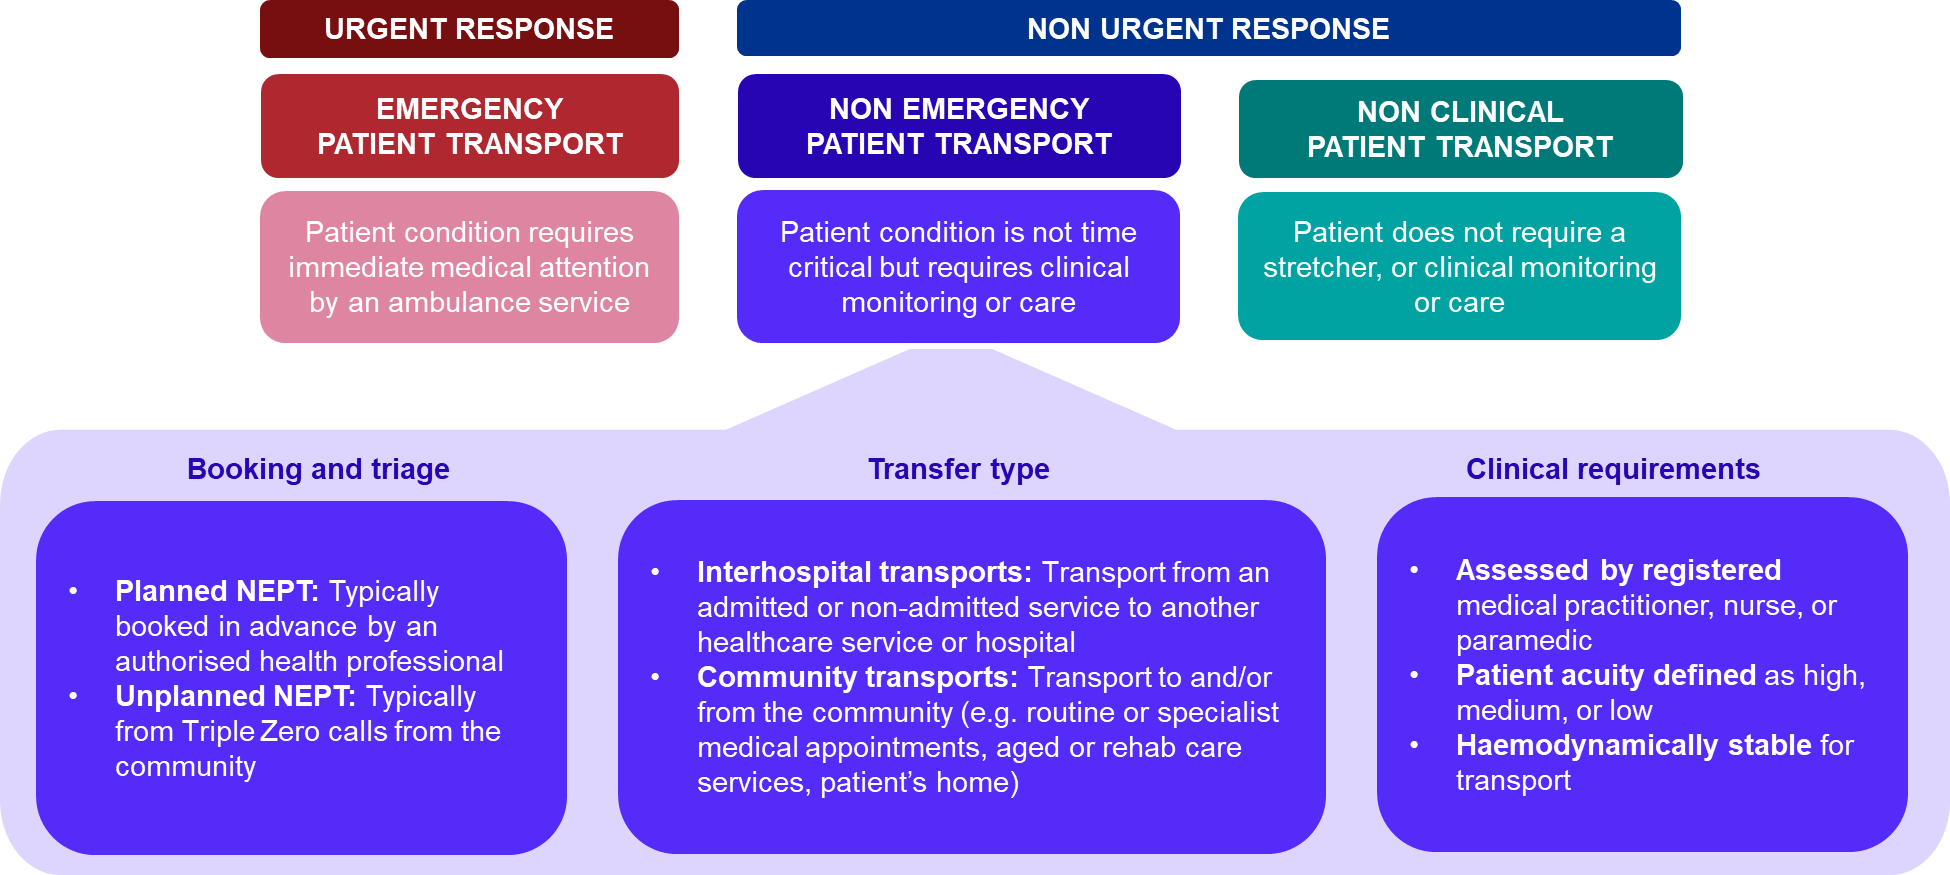 URGENT RESPONSE
NON URGENT RESPONSE
EMERGENCY
PATIENT TRANSPORT
NON EMERGENCY
PATIENT TRANSPORT
NON CLINICAL
PATIENT TRANSPORT
Patient condition requires
immediate medical attention
by an ambulance service
Patient condition is not time
critical but requires clinical
monitoring or care
Patient does not require a
stretcher, or clinical monitoring
or care
Booking and triage
• Planned NEPT: Typically
booked in advance by an
authorised health professional
• Unplanned NEPT: Typically
from Triple Zero calls from the
community
Transfer type
• Interhospital transports: Transport from an
admitted or non-admitted service to another
healthcare service or hospital
• Community transports: Transport to and/or
from the community (e.g. routine or specialist
medical appointments, aged or rehab care
services, patient’s home)
Clinical requirements
• Assessed by registered
medical practitioner, nurse, or
paramedic
• Patient acuity defined as high,
medium, or low
• Haemodynamically stable for
transport